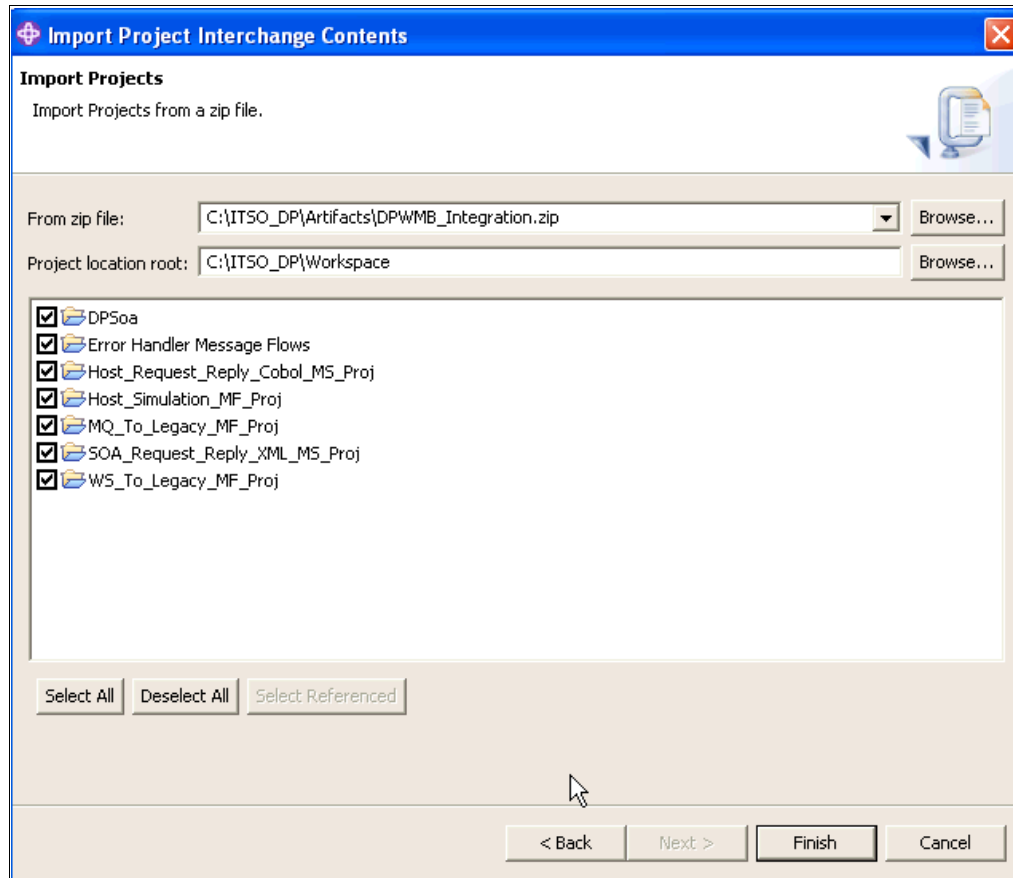 Import Project Interchange Contents
Import Projects
Import Projects from a zip file.
From zip file: C:\ITSO_DP\Artifacts\DPWMB_Integration.zip Browse...
Project location root: C:\ITSO_DP\Workspace Browse...
DPSoa
Error Handler Message Flows
Host_Request_Reply_Cobol_MS_Proj
Host_Simulation_MF_Proj
MQ_To_Legacy_MF_Proj
SOA_Request_Reply_XML_MS_Proj
WS_To_Legacy_MF_Proj
Select All Deselect All Select Referenced
< Back Next > Finish Cancel